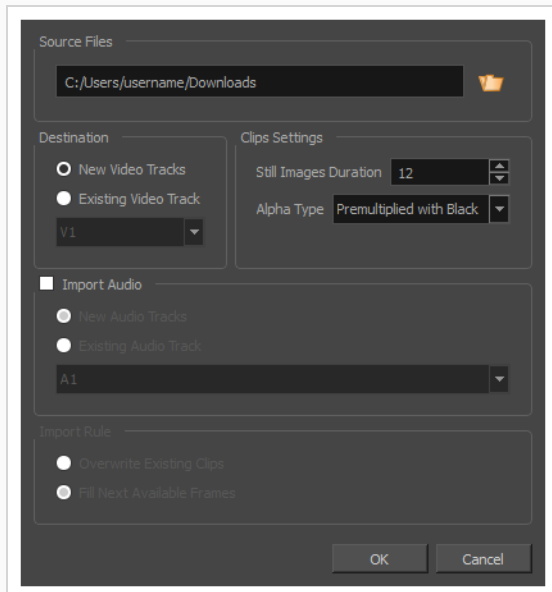 Source Files
C:/Users/username/Downloads
Destination
New Video Tracks
Existing Video Track
V1
Clips Settings
Still Images Duration 12
Alpha Type Premultiplied with Black
Import Audio
New Audio Tracks
Existing Audio Track
A1
Import Rule
Overwrite Existing Clips
Fill Next Available Frames
OK Cancel